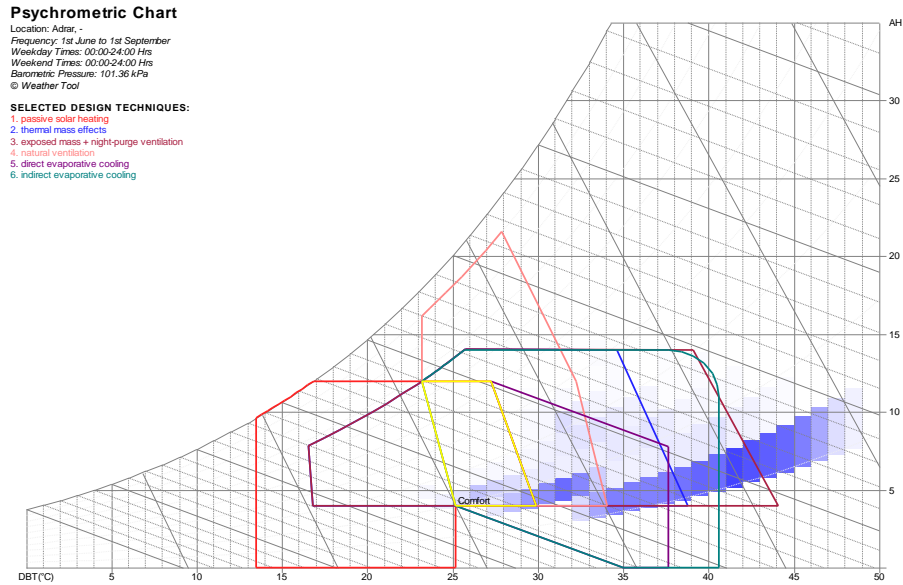 Psychrometric Chart
Location: Adrar, -
Frequency: 1st June to 1st September
Weekday Times: 00:00-24:00 Hrs
Weekend Times: 00:00-24:00 Hrs
Barometric Pressure: 101.36 kPa
© Weather Tool
SELECTED DESIGN TECHNIQUES:
1. passive solar heating
2. thermal mass effects
3. exposed mass + night-purge ventilation
4. natural ventilation
5. direct evaporative cooling
6. indirect evaporative cooling
AH
30
25
20
15
10
5
Comfort
DBT(°C) 5 10 15 20 25 30 35 40 45 50